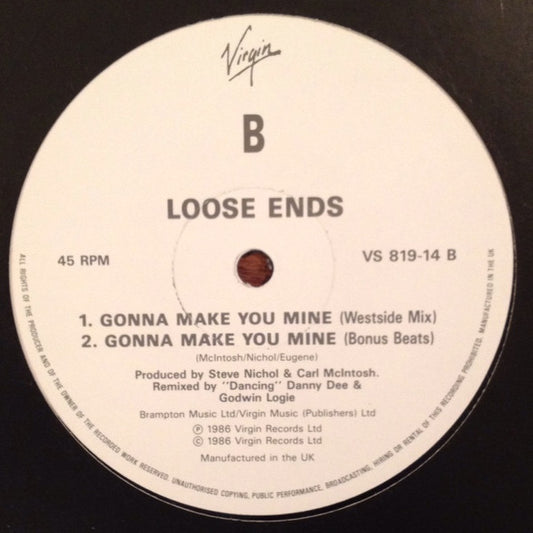 Virgin
B
LOOSE ENDS
45 RPM
VS 819-14 B
1. GONNA MAKE YOU MINE (Westside Mix)
2. GONNA MAKE YOU MINE (Bonus Beats)
(McIntosh/Nichol/Eugene)
Produced by Steve Nichol & Carl McIntosh.
Remixed by "Dancing" Danny Dee &
Godwin Logie
Brampton Music Ltd/Virgin Music (Publishers) Ltd
Ⓟ 1986 Virgin Records Ltd
© 1986 Virgin Records Ltd
Manufactured in the UK
ALL RIGHTS OF THE PRODUCER AND OF THE OWNER OF THE RECORDED WORK RESERVED. UNAUTHORISED COPYING, PUBLIC PERFORMANCE, BROADCASTING, HIRING OR RENTAL OF THIS RECORDING PROHIBITED. MANUFACTURED IN THE UK